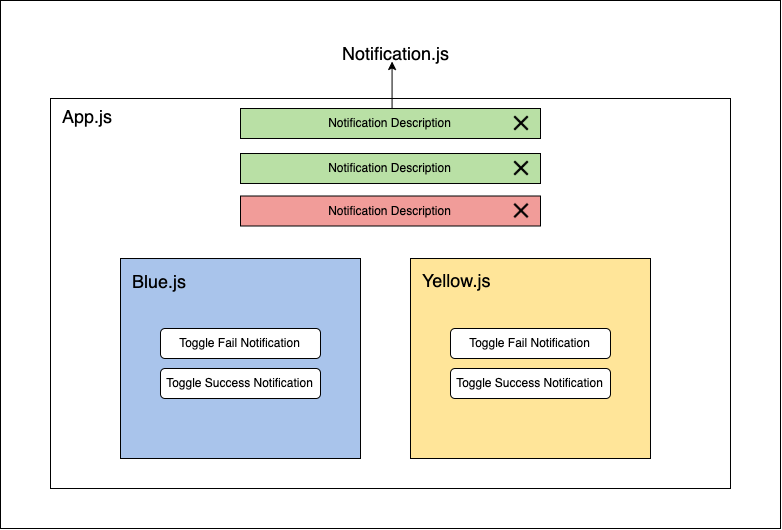 Notification.js
App.js
Notification Description
Notification Description
Notification Description
Blue.js
Toggle Fail Notification
Toggle Success Notification
Yellow.js
Toggle Fail Notification
Toggle Success Notification